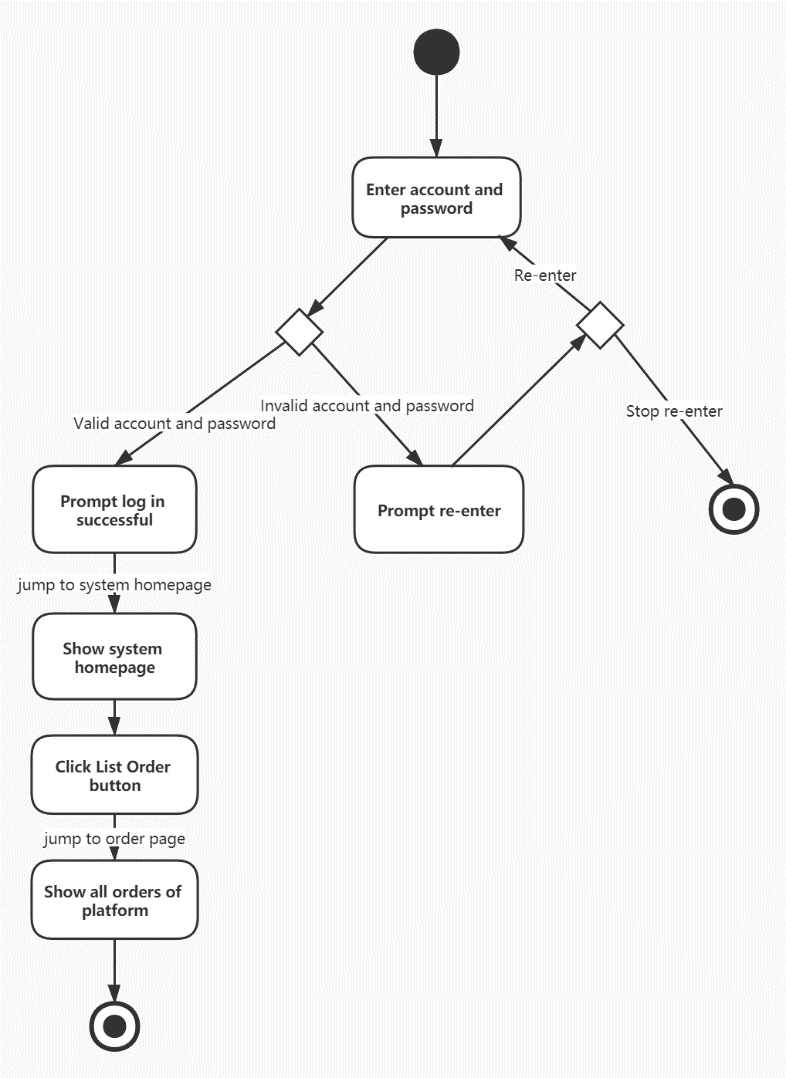 Enter account and
password
Re-enter
Invalid account and password
Stop re-enter
Valid account and password
Prompt log in
successful
Prompt re-enter
jump to system homepage
Show system
homepage
Click List Order
button
jump to order page
Show all orders of
platform